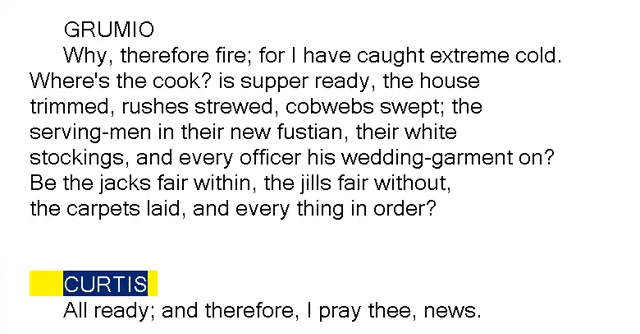 GRUMIO
Why, therefore fire; for I have caught extreme cold.
Where's the cook? is supper ready, the house
trimmed, rushes strewed, cobwebs swept; the
serving-men in their new fustian, their white
stockings, and every officer his wedding-garment on?
Be the jacks fair within, the jills fair without,
the carpets laid, and every thing in order?
CURTIS
All ready; and therefore, I pray thee, news.